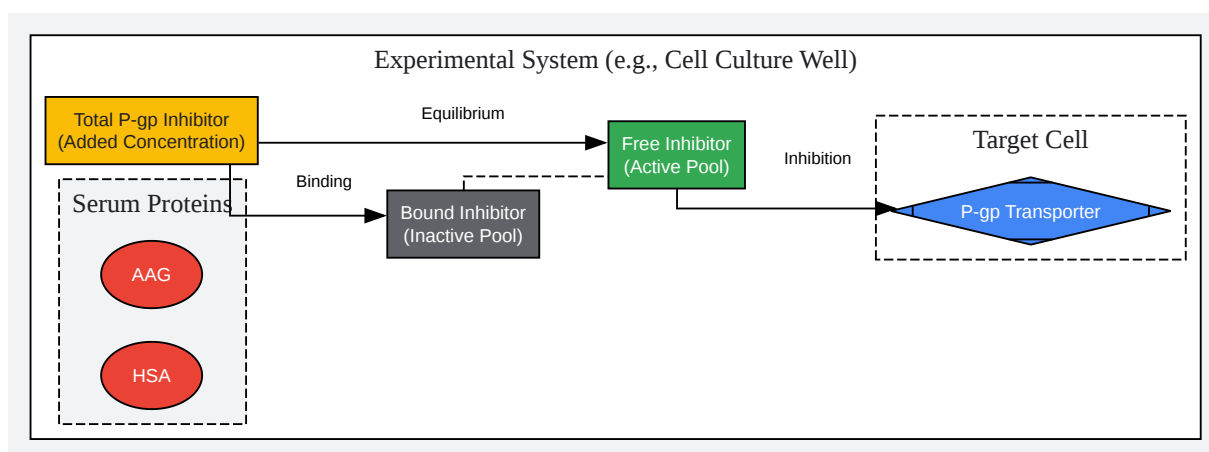 Experimental System (e.g., Cell Culture Well)
Total P-gp Inhibitor
(Added Concentration)
Equilibrium
Free Inhibitor
(Active Pool)
Inhibition
Target Cell
P-gp Transporter
Binding
Bound Inhibitor
(Inactive Pool)
Serum Proteins
AAG
HSA